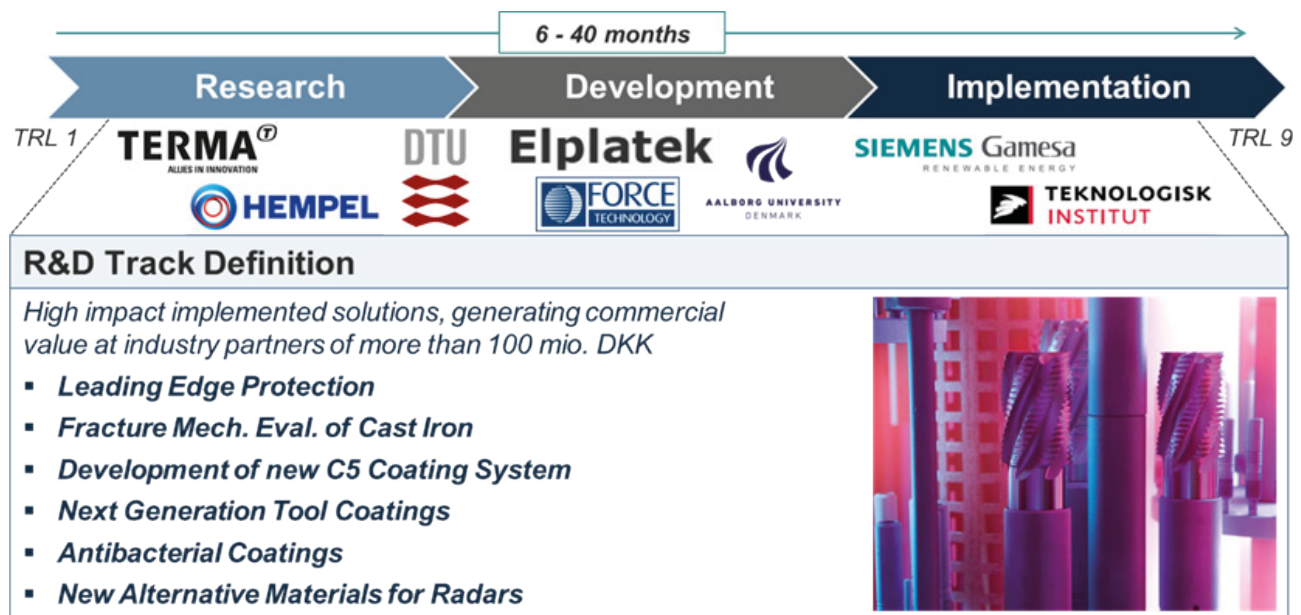 6 - 40 months
Research
Development
Implementation
TRL 1
TRL 9
TERMA T
ALLIES IN INNOVATION
HEMPEL
DTU
Elplatek
FORCE
TECHNOLOGY
AALBORG UNIVERSITY
DENMARK
SIEMENS Gamesa
RENEWABLE ENERGY
TEKNOLOGISK
INSTITUT
R&D Track Definition
High impact implemented solutions, generating commercial
value at industry partners of more than 100 mio. DKK
▪ Leading Edge Protection
▪ Fracture Mech. Eval. of Cast Iron
▪ Development of new C5 Coating System
▪ Next Generation Tool Coatings
▪ Antibacterial Coatings
▪ New Alternative Materials for Radars